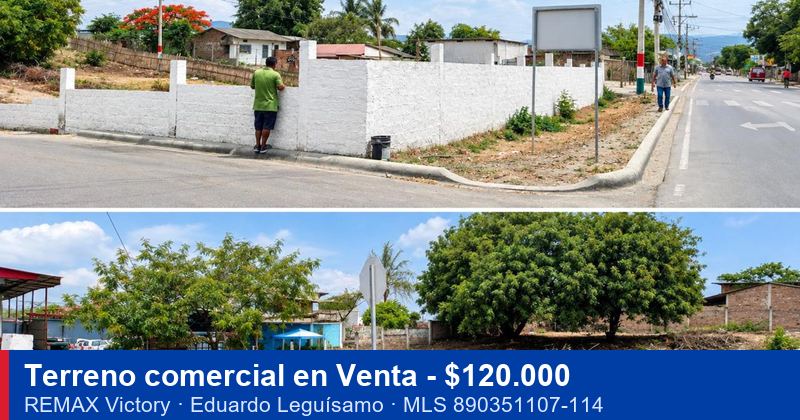 Terreno comercial en Venta - $120.000
REMAX Victory · Eduardo Leguísamo · MLS 890351107-114